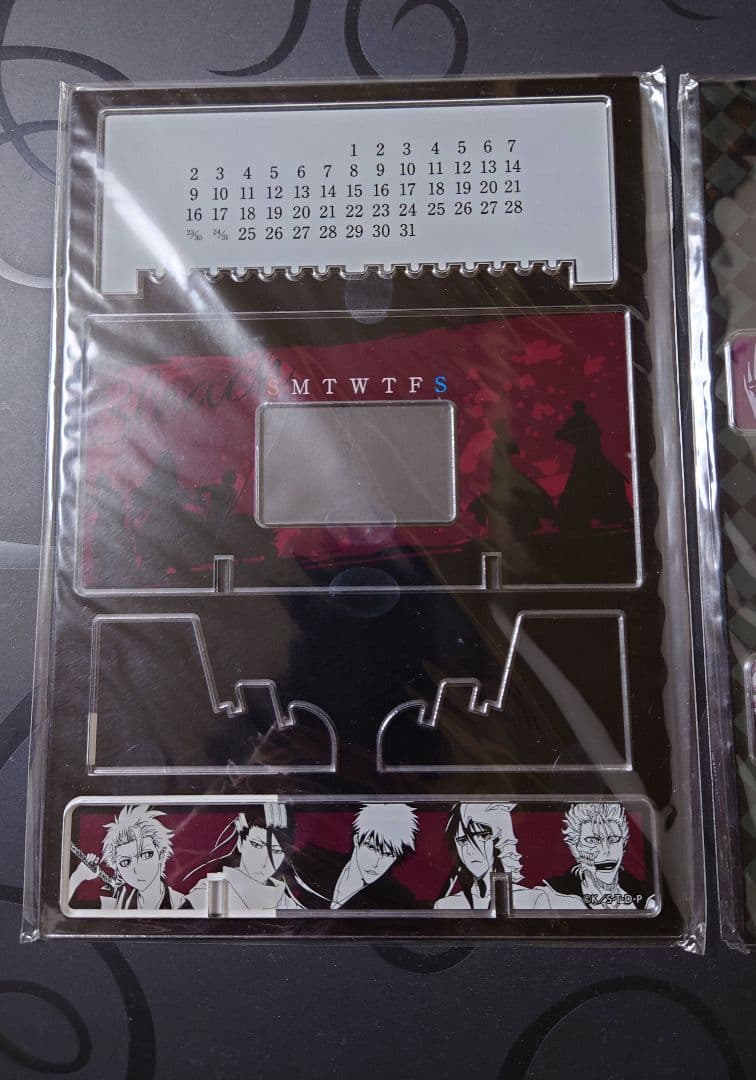 1 2 3 4 5 6 7
2 3 4 5 6 7 8 9 10 11 12 13 14
9 10 11 12 13 14 15 16 17 18 19 20 21
16 17 18 19 20 21 22 23 24 25 26 27 28
23/30 24/31 25 26 27 28 29 30 31
Bleach
S M T W T F S
©K/S・T・D・P